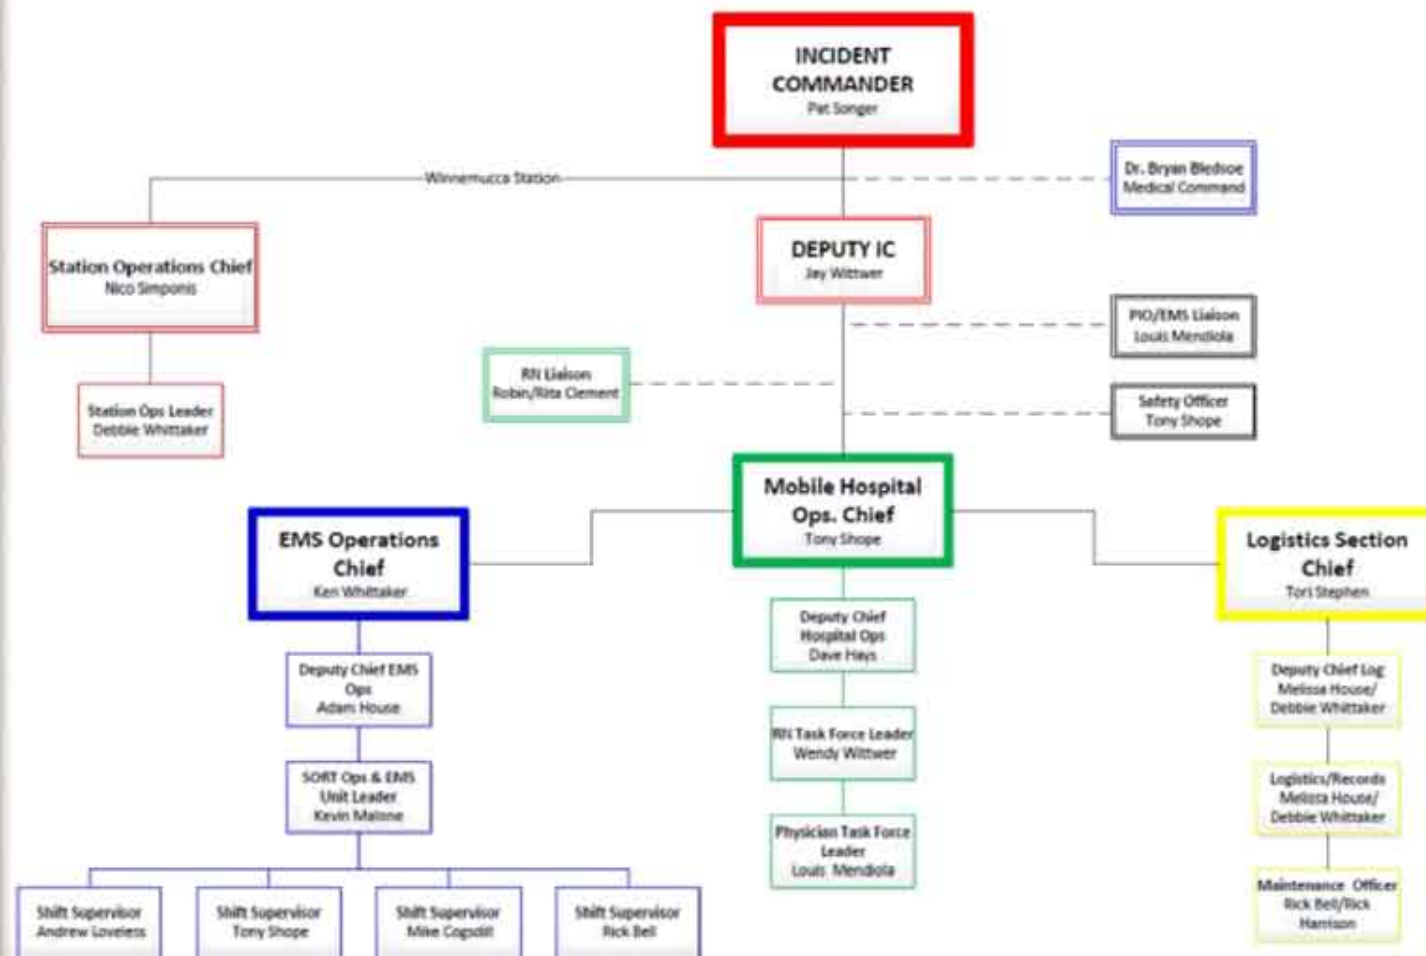 INCIDENT
COMMANDER
Pat Songer
Winnemucca Station
Dr. Bryan Bledsoe
Medical Command
Station Operations Chief
Nico Simponis
DEPUTY IC
Jay Wittwer
PIO/EMS Liaison
Louis Mendiola
RN Liaison
Robin/Rita Clement
Station Ops Leader
Debbie Whittaker
Safety Officer
Tony Shope
Mobile Hospital
Ops. Chief
Tony Shope
EMS Operations
Chief
Ken Whittaker
Logistics Section
Chief
Tori Stephen
Deputy Chief
Hospital Ops
Dave Hays
Deputy Chief EMS
Ops
Adam House
Deputy Chief Log
Melissa House/
Debbie Whittaker
RN Task Force Leader
Wendy Wittwer
SORT Ops & EMS
Unit Leader
Kevin Malone
Logistics/Records
Melissa House/
Debbie Whittaker
Physician Task Force
Leader
Louis Mendiola
Maintenance Officer
Rick Bell/Rick
Harrison
Shift Supervisor
Andrew Loveless
Shift Supervisor
Tony Shope
Shift Supervisor
Mike Cogsdill
Shift Supervisor
Rick Bell